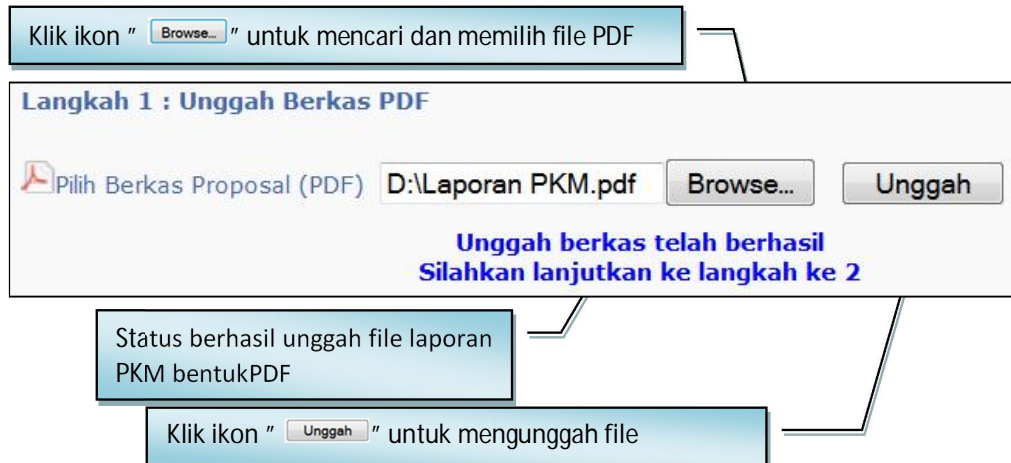 Klik ikon " Browse... " untuk mencari dan memilih file PDF
Langkah 1 : Unggah Berkas PDF
Pilih Berkas Proposal (PDF) D:\Laporan PKM.pdf Browse... Unggah
Unggah berkas telah berhasil
Silahkan lanjutkan ke langkah ke 2
Status berhasil unggah file laporan
PKM bentukPDF
Klik ikon " Unggah " untuk mengunggah file